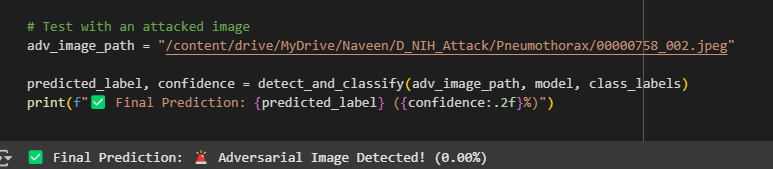 # Test with an attacked image
adv_image_path = "/content/drive/MyDrive/Naveen/D_NIH_Attack/Pneumothorax/00000758_002.jpeg"
predicted_label, confidence = detect_and_classify(adv_image_path, model, class_labels)
print(f"✅ Final Prediction: {predicted_label} ({confidence:.2f}%)")
✅ Final Prediction: 🚨 Adversarial Image Detected! (0.00%)